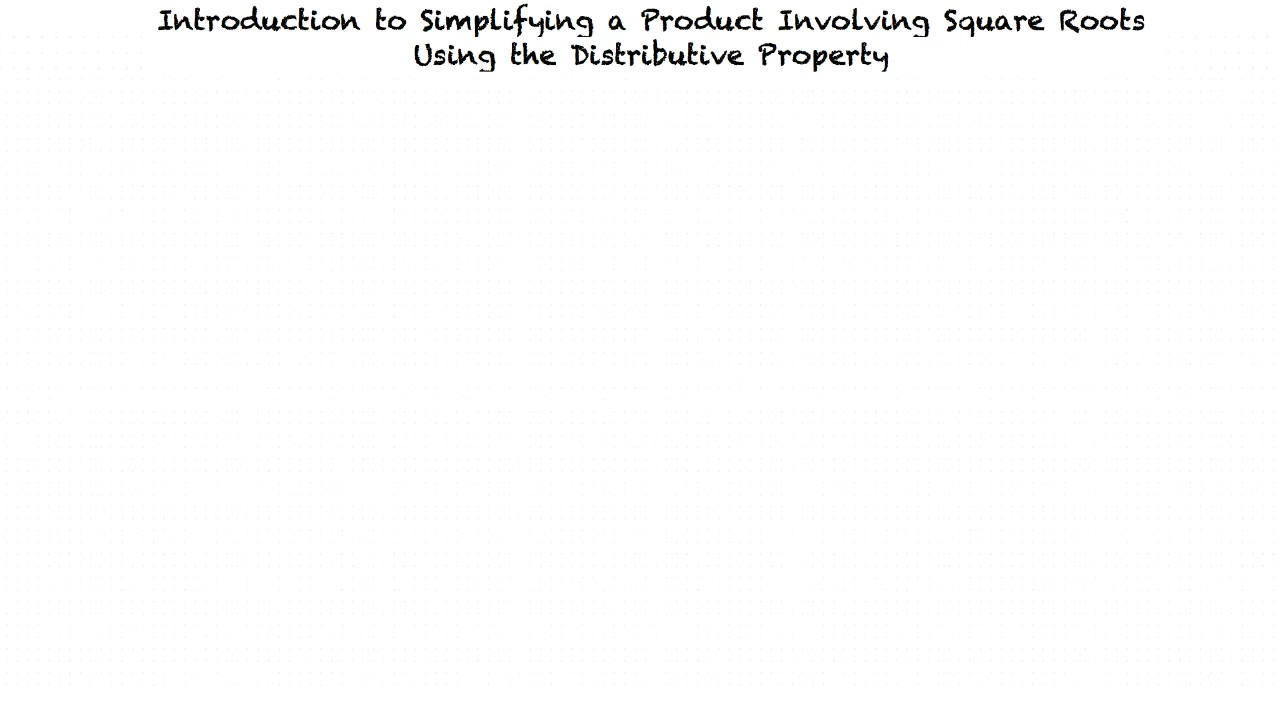 Introduction to Simplifying a Product Involving Square Roots
Using the Distributive Property